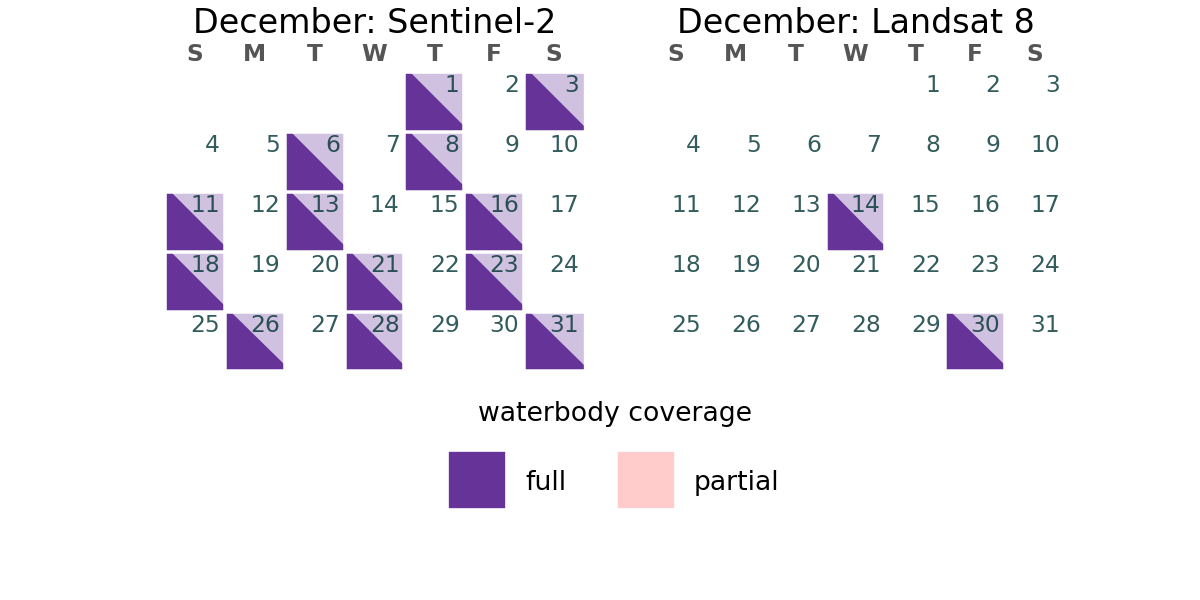 December: Sentinel-2
S M T W T F S
1 2 3
4 5 6 7 8 9 10
11 12 13 14 15 16 17
18 19 20 21 22 23 24
25 26 27 28 29 30 31
December: Landsat 8
S M T W T F S
1 2 3
4 5 6 7 8 9 10
11 12 13 14 15 16 17
18 19 20 21 22 23 24
25 26 27 28 29 30 31
waterbody coverage
full partial